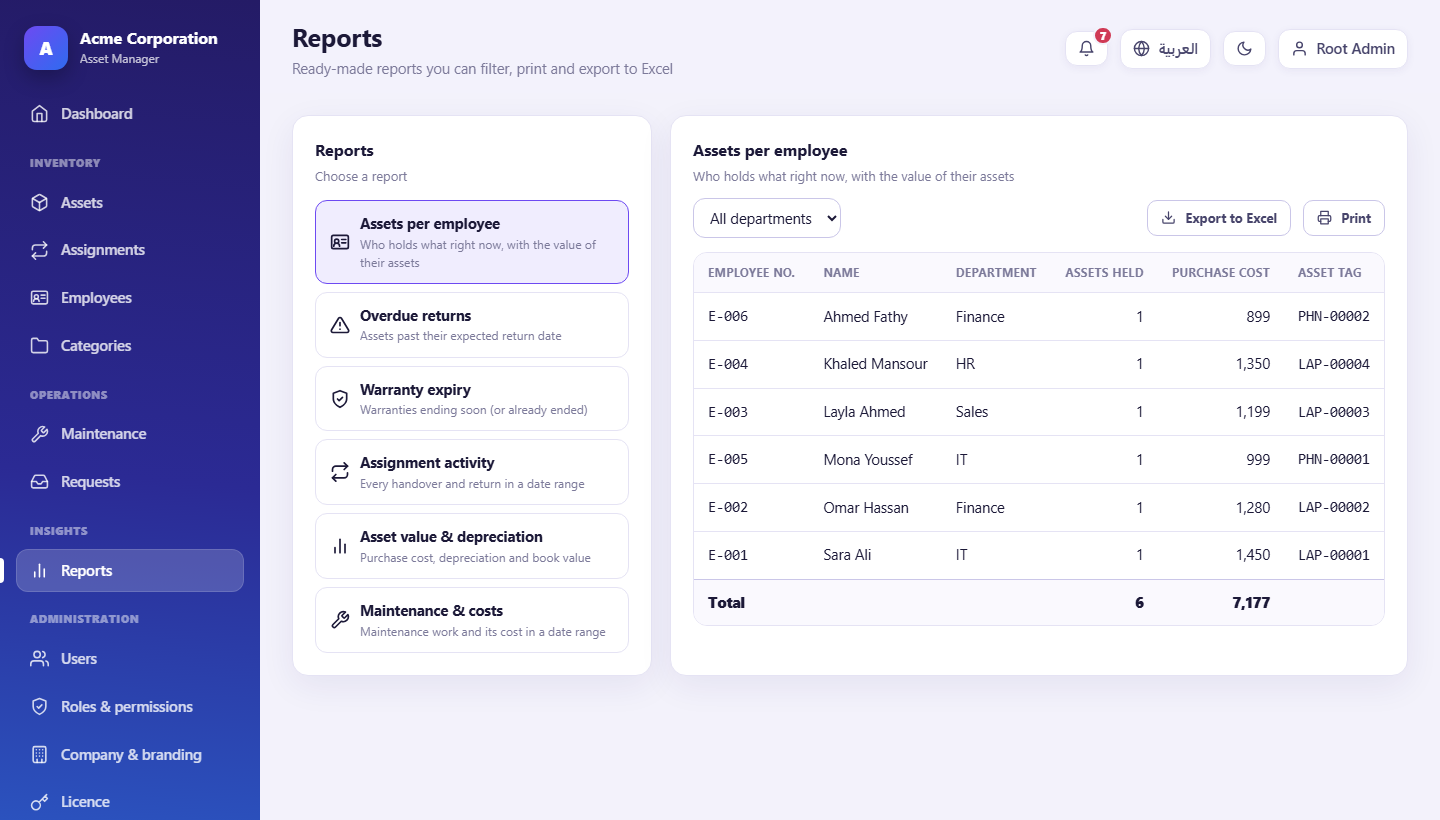 A
Acme Corporation
Asset Manager
Dashboard
INVENTORY
Assets
Assignments
Employees
Categories
OPERATIONS
Maintenance
Requests
INSIGHTS
Reports
ADMINISTRATION
Users
Roles & permissions
Company & branding
Licence
Reports
Ready-made reports you can filter, print and export to Excel
7
العربية
Root Admin
Reports
Choose a report
Assets per employee
Who holds what right now, with the value of
their assets
Overdue returns
Assets past their expected return date
Warranty expiry
Warranties ending soon (or already ended)
Assignment activity
Every handover and return in a date range
Asset value & depreciation
Purchase cost, depreciation and book value
Maintenance & costs
Maintenance work and its cost in a date range
Assets per employee
Who holds what right now, with the value of their assets
All departments
Export to Excel
Print
EMPLOYEE NO. NAME DEPARTMENT ASSETS HELD PURCHASE COST ASSET TAG
E-006 Ahmed Fathy Finance 1 899 PHN-00002
E-004 Khaled Mansour HR 1 1,350 LAP-00004
E-003 Layla Ahmed Sales 1 1,199 LAP-00003
E-005 Mona Youssef IT 1 999 PHN-00001
E-002 Omar Hassan Finance 1 1,280 LAP-00002
E-001 Sara Ali IT 1 1,450 LAP-00001
Total 6 7,177